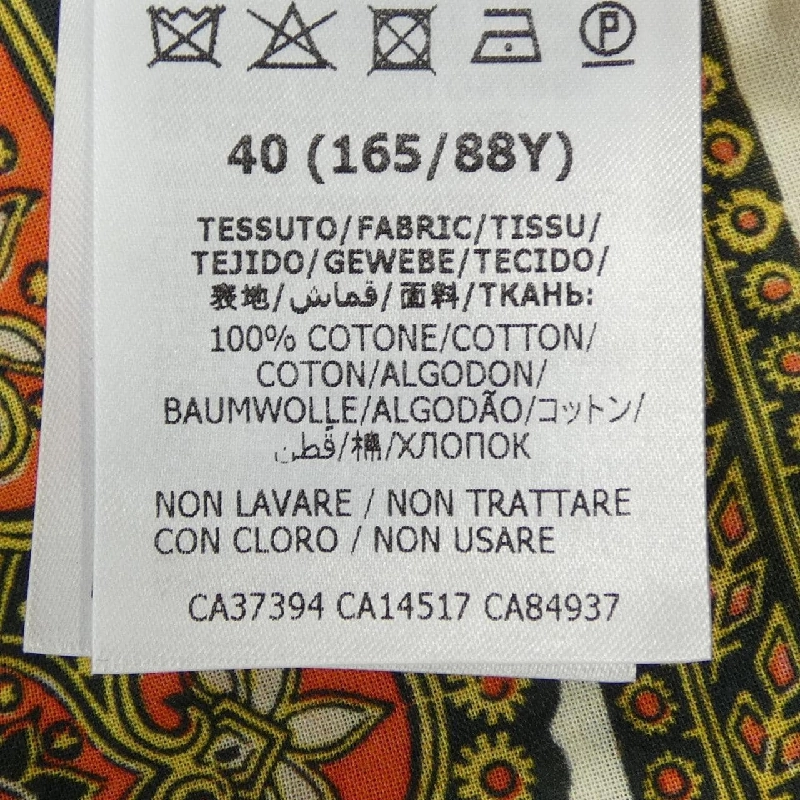 P
40 (165/88Y)
TESSUTO/FABRIC/TISSU/
TEJIDO/GEWEBE/TECIDO/
表地/قماش/面料/ТКАНЬ:
100% COTONE/COTTON/
COTON/ALGODON/
BAUMWOLLE/ALGODÃO/コットン/
قطن/棉/ХЛОПОК
NON LAVARE / NON TRATTARE
CON CLORO / NON USARE
CA37394 CA14517 CA84937